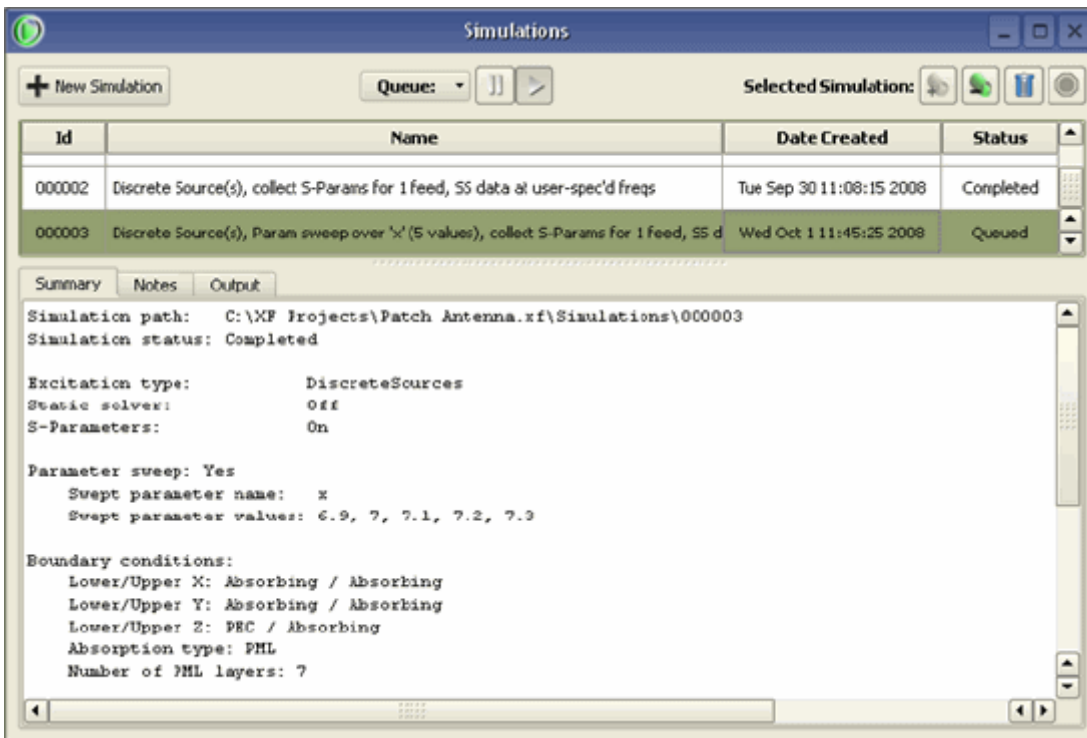 Simulations
New Simulation Queue: Selected Simulation:
Id Name Date Created Status
000002 Discrete Source(s), collect S-Params for 1 feed, SS data at user-spec'd freqs Tue Sep 30 11:08:15 2008 Completed
000003 Discrete Source(s), Param sweep over 'x' (5 values), collect S-Params for 1 feed, SS d Wed Oct 1 11:45:25 2008 Queued
Summary Notes Output
Simulation path: C:\XF Projects\Patch Antenna.xf\Simulations\000003
Simulation status: Completed
Excitation type: DiscreteSources
Static solver: Off
S-Parameters: On
Parameter sweep: Yes
Swept parameter name: x
Swept parameter values: 6.9, 7, 7.1, 7.2, 7.3
Boundary conditions:
Lower/Upper X: Absorbing / Absorbing
Lower/Upper Y: Absorbing / Absorbing
Lower/Upper Z: PEC / Absorbing
Absorption type: PML
Number of PML layers: 7